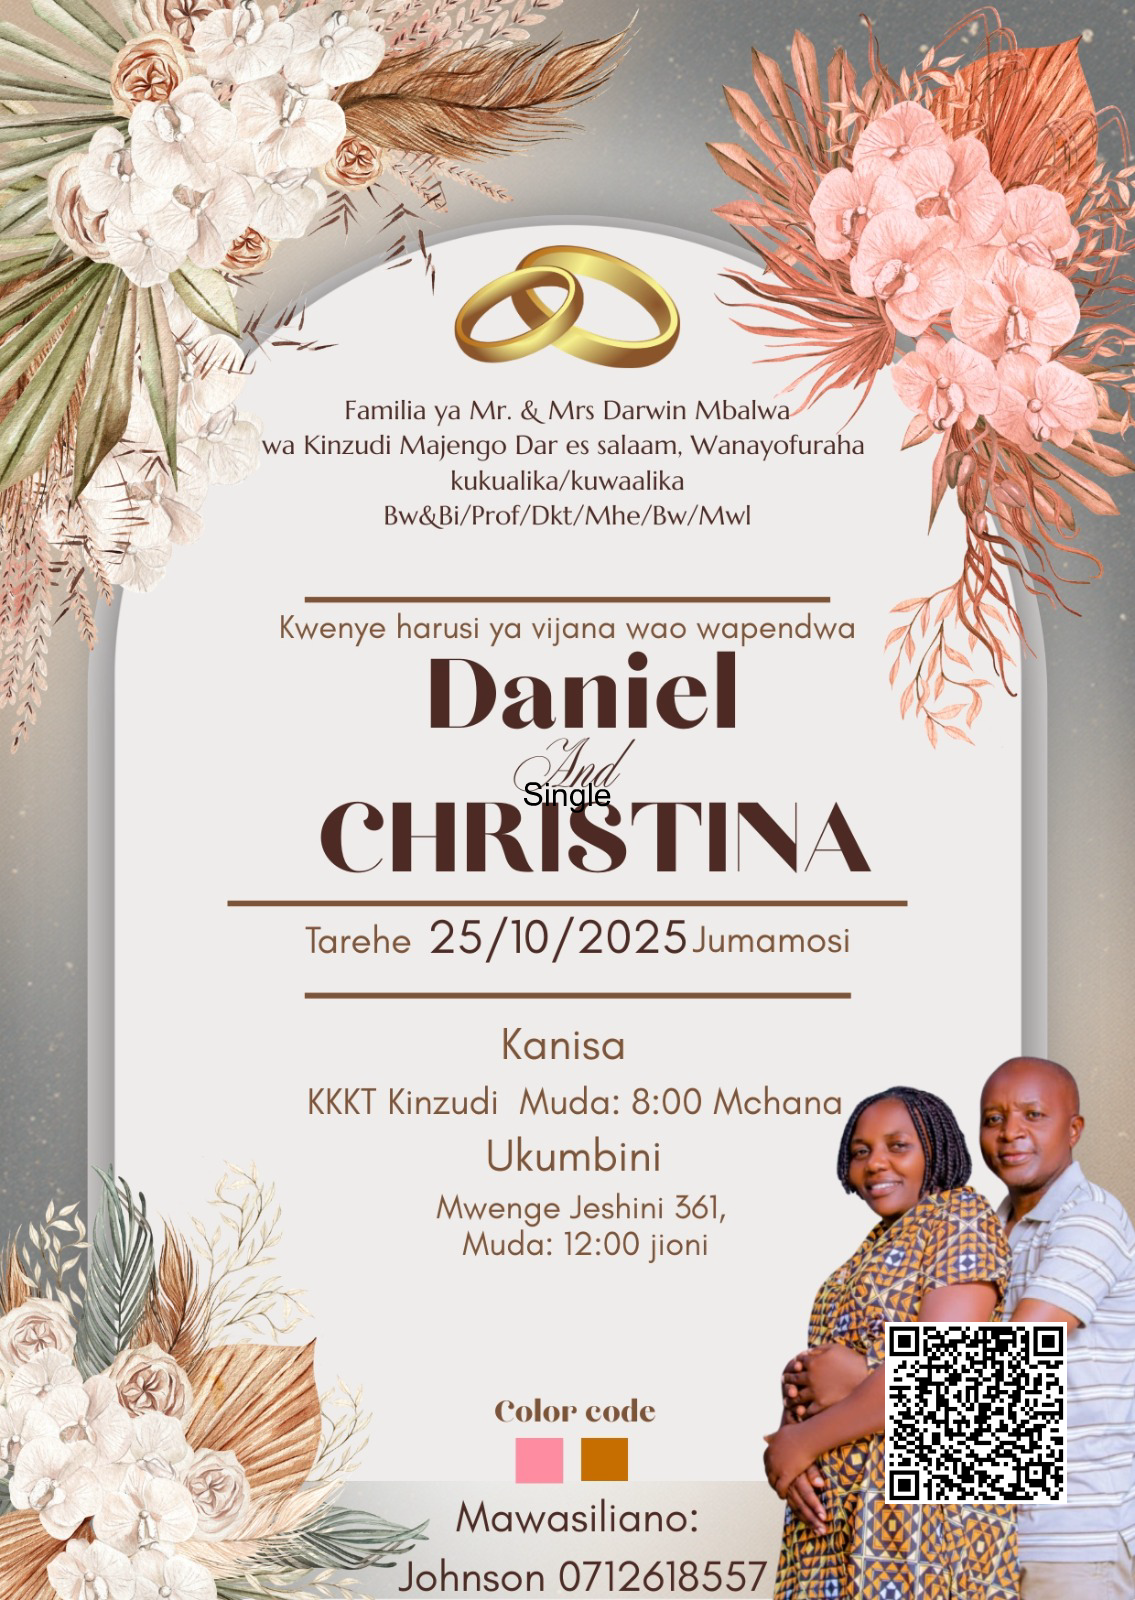 Familia ya Mr. & Mrs Darwin Mbalwa
wa Kinzudi Majengo Dar es salaam, Wanayofuraha
kukualika/kuwaalika
Bw&Bi/Prof/Dkt/Mhe/Bw/Mwl
Kwenye harusi ya vijana wao wapendwa
Daniel
And
Single
CHRISTINA
Tarehe 25/10/2025 Jumamosi
Kanisa
KKKT Kinzudi Muda: 8:00 Mchana
Ukumbini
Mwenge Jeshini 361,
Muda: 12:00 jioni
Color code
Mawasiliano:
Johnson 0712618557